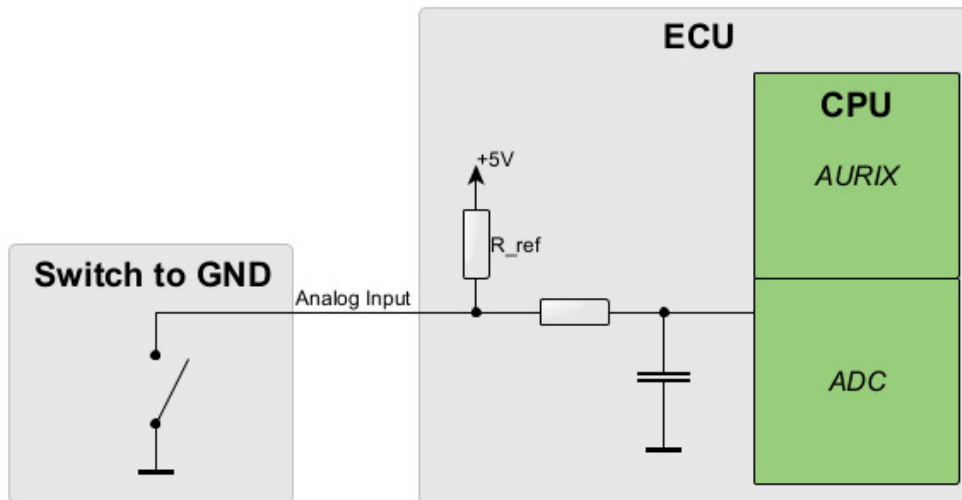 ECU
CPU
AURIX
+5V
R_ref
Switch to GND
Analog Input
ADC